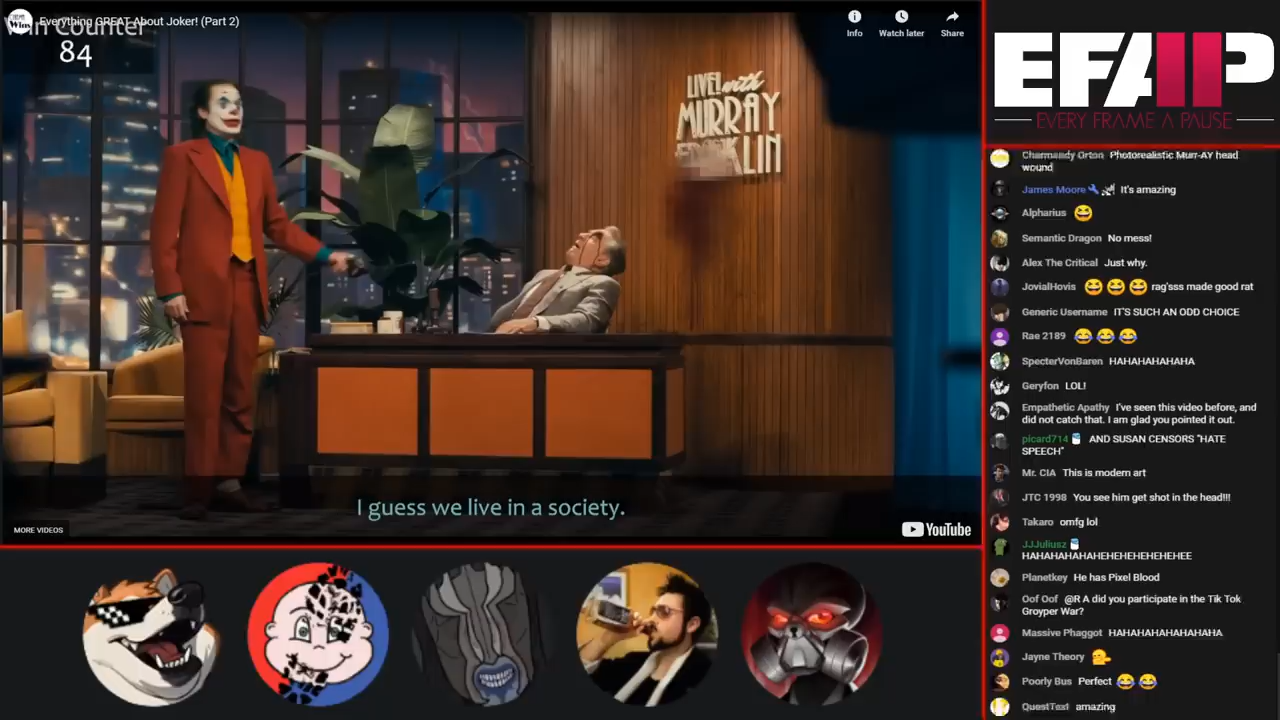 Everything GREAT About Joker! (Part 2)
Win Counter
84
Info
Watch later
Share
LIVE! with
MURRAY
LIN
I guess we live in a society.
MORE VIDEOS
YouTube
EFAP
EVERY FRAME A PAUSE
Charmandy Orton Photorealistic Murr-AY head
wound
James Moore It's amazing
Alpharius 😆
Semantic Dragon No mess!
Alex The Critical Just why.
JovialHovis 😆 😆 😆 rag'sss made good rat
Generic Username IT'S SUCH AN ODD CHOICE
Rae 2189 😂 😂 😂
SpecterVonBaren HAHAHAHAHAHA
Geryfon LOL!
Empathetic Apathy I've seen this video before, and
did not catch that. I am glad you pointed it out.
picard714 AND SUSAN CENSORS "HATE
SPEECH"
Mr. CIA This is modern art
JTC 1998 You see him get shot in the head!!!
Takaro omfg lol
JJJuliusz
HAHAHAHAHAHEHEHEHEHEHEHEE
Planetkey He has Pixel Blood
Oof Oof @R A did you participate in the Tik Tok
Groyper War?
Massive Phaggot HAHAHAHAHAHAHA
Jayne Theory
Poorly Bus Perfect 😂 😂
QuestTexl amazing